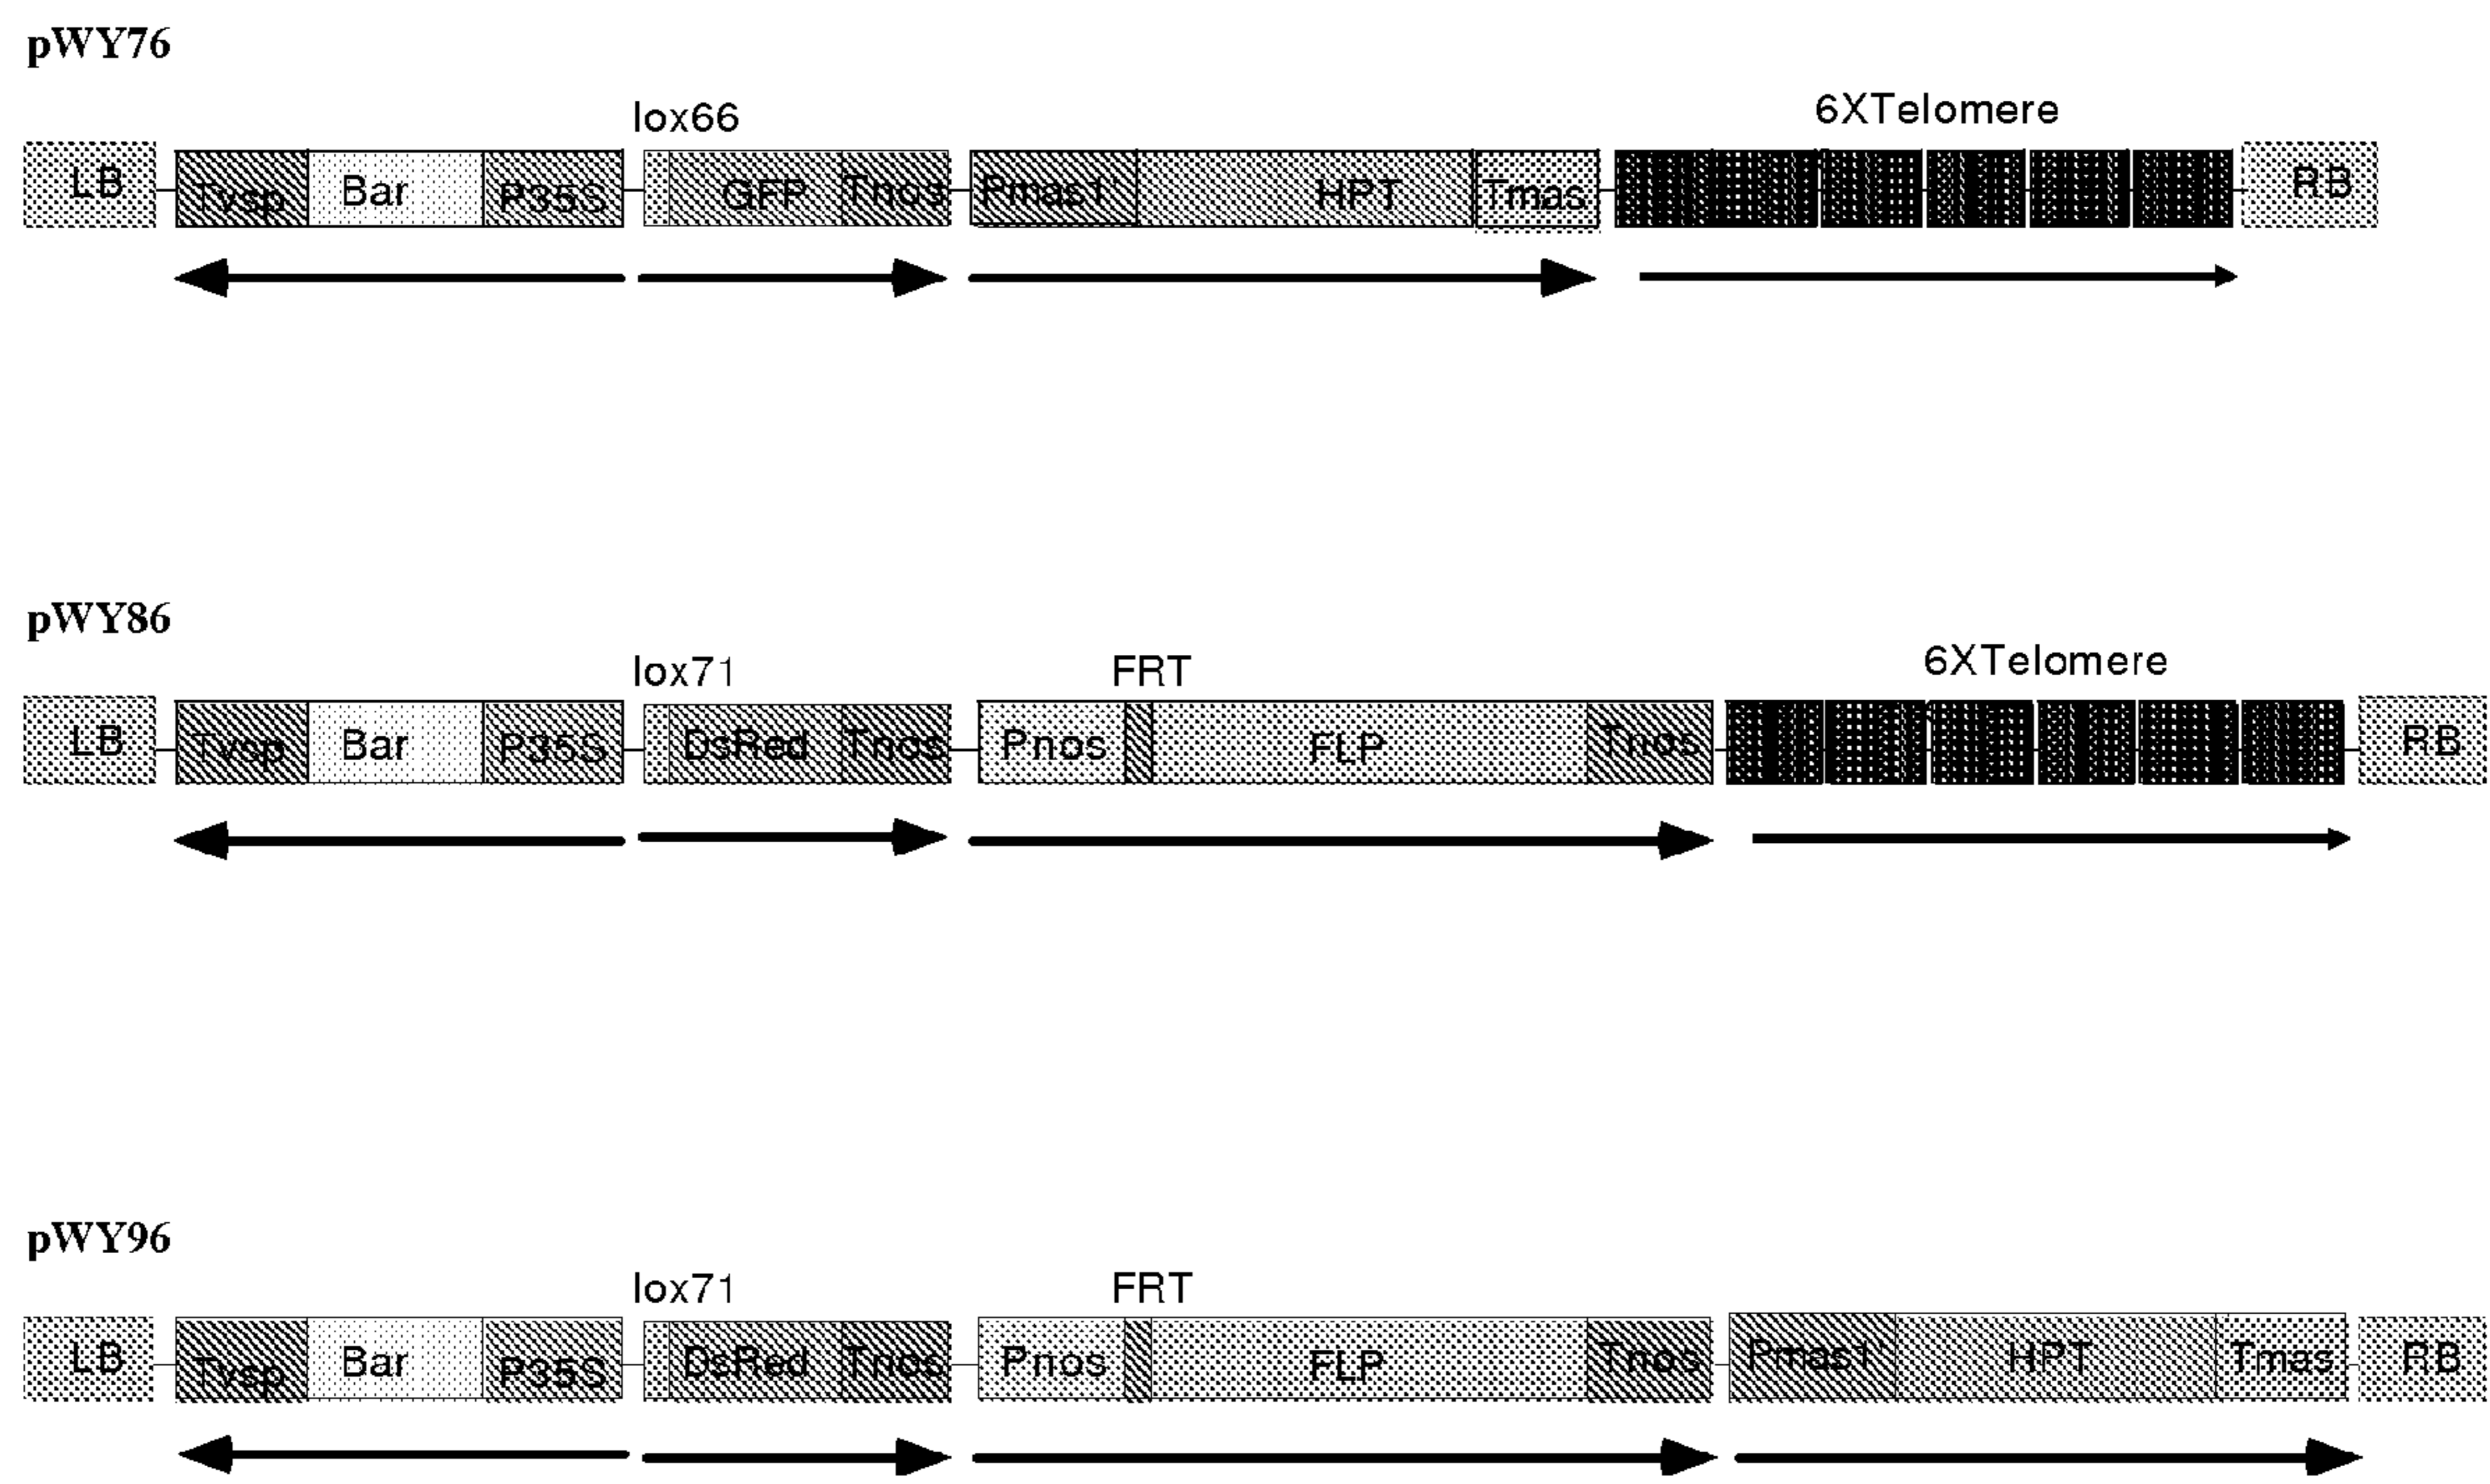 pWY76
lox66 6XTelomere
LB Tvsp Bar P35S GFP Tnos Pmas1' HPT Tmas RB
pWY86
lox71 FRT 6XTelomere
LB Tvsp Bar P35S DsRed Tnos Pnos FLP Tnos RB
pWY96
lox71 FRT
LB Tvsp Bar P35S DsRed Tnos Pnos FLP Tnos Pmas1' HPT Tmas RB